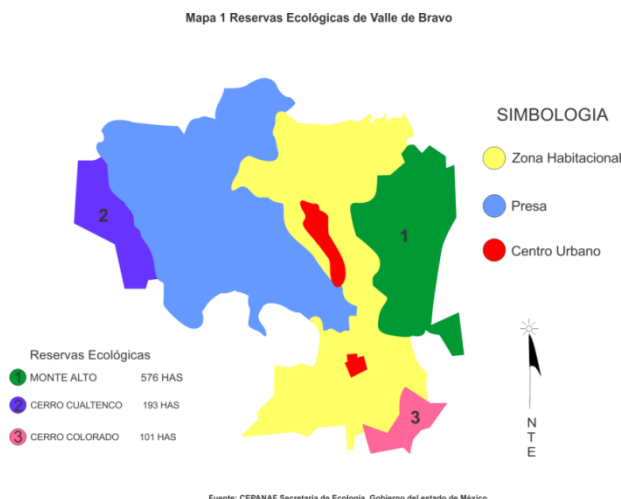 Mapa 1 Reservas Ecológicas de Valle de Bravo
SIMBOLOGIA
Zona Habitacional
Presa
Centro Urbano
2
1
3
Reservas Ecológicas
1 MONTE ALTO 576 HAS
2 CERRO CUALTENCO 193 HAS
3 CERRO COLORADO 101 HAS
N T E
Fuente: CEPANAF Secretaria de Ecología, Gobierno del estado de México